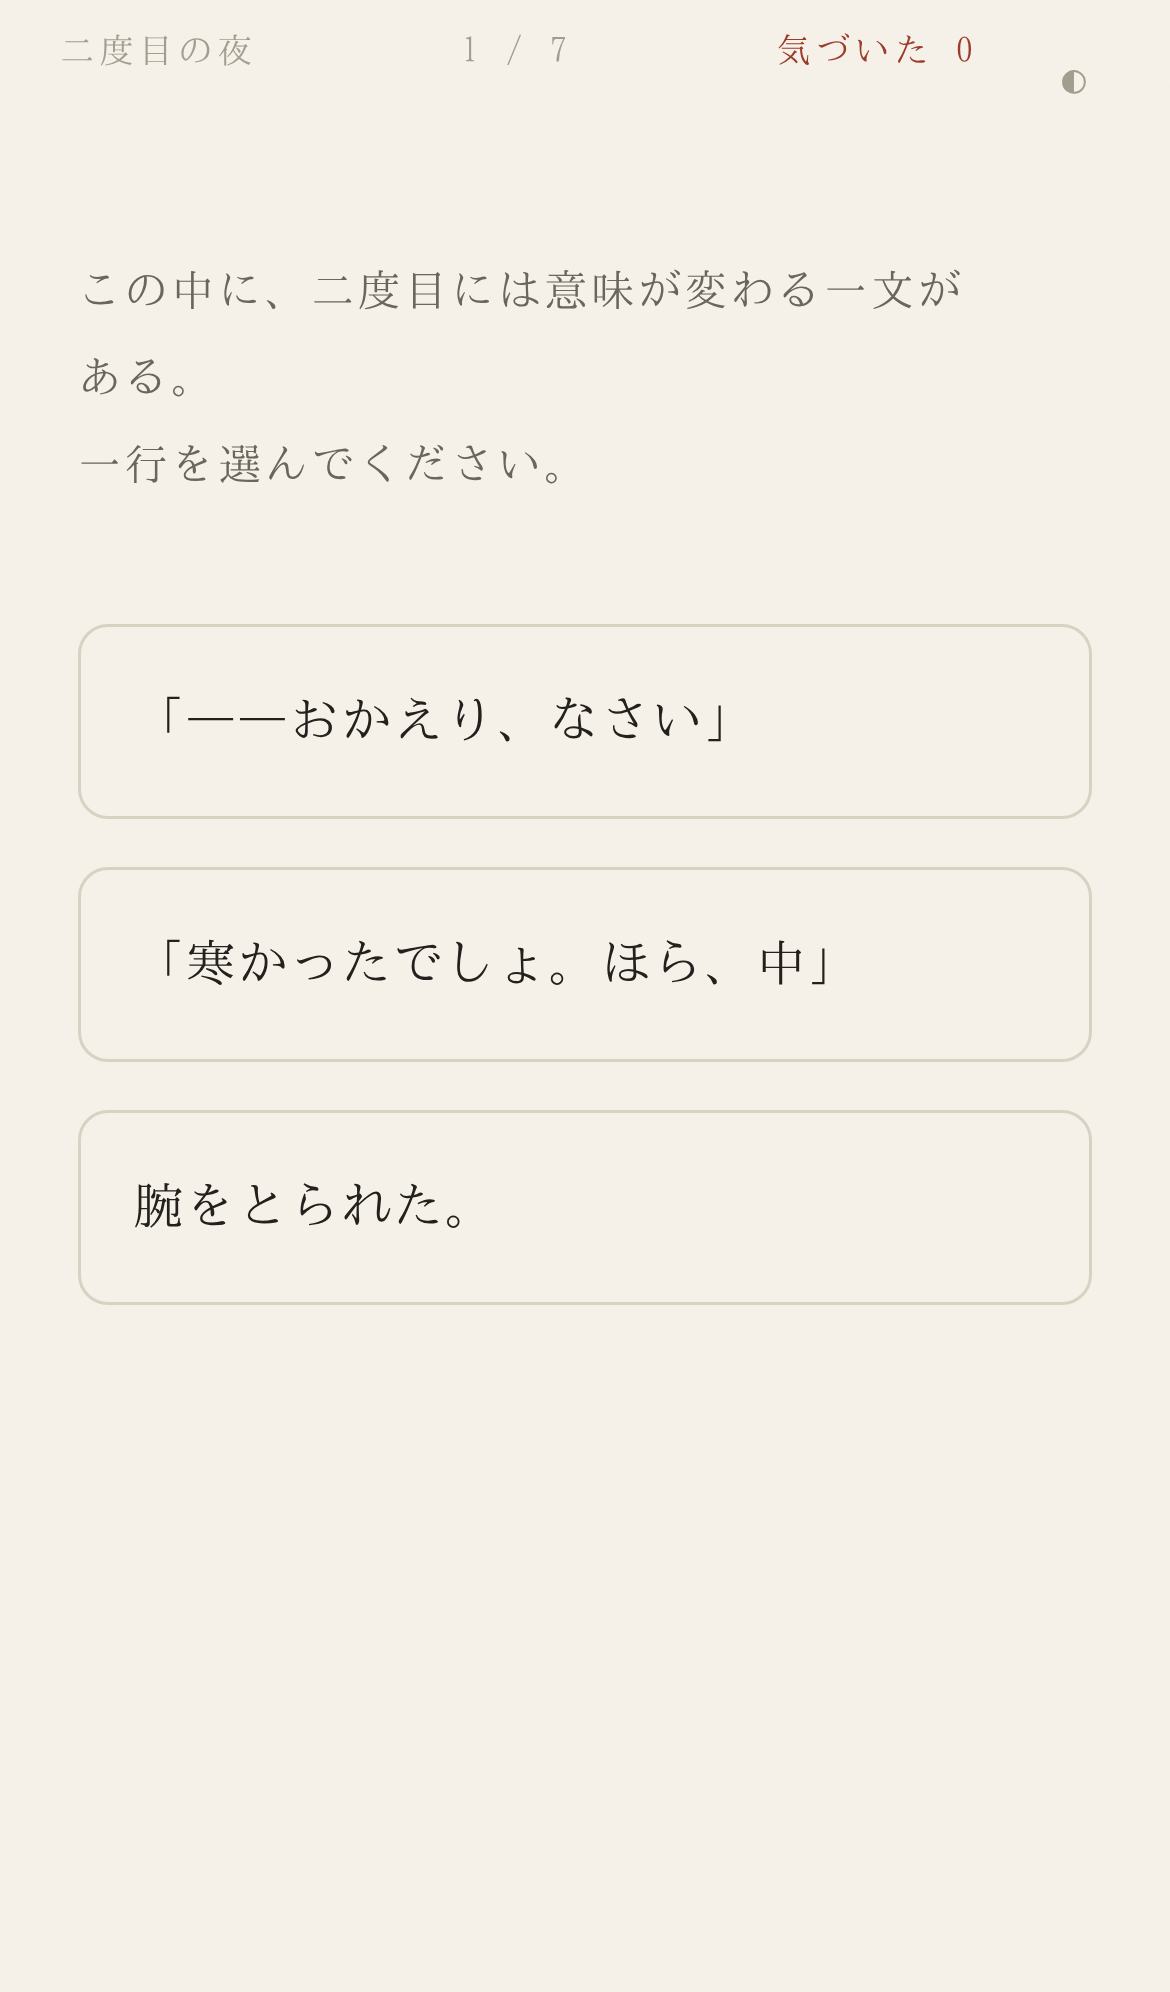 二度目の夜
1 / 7
気づいた 0
この中に、二度目には意味が変わる一文が
ある。
一行を選んでください。
「――おかえり、なさい」
「寒かったでしょ。ほら、中」
腕をとられた。